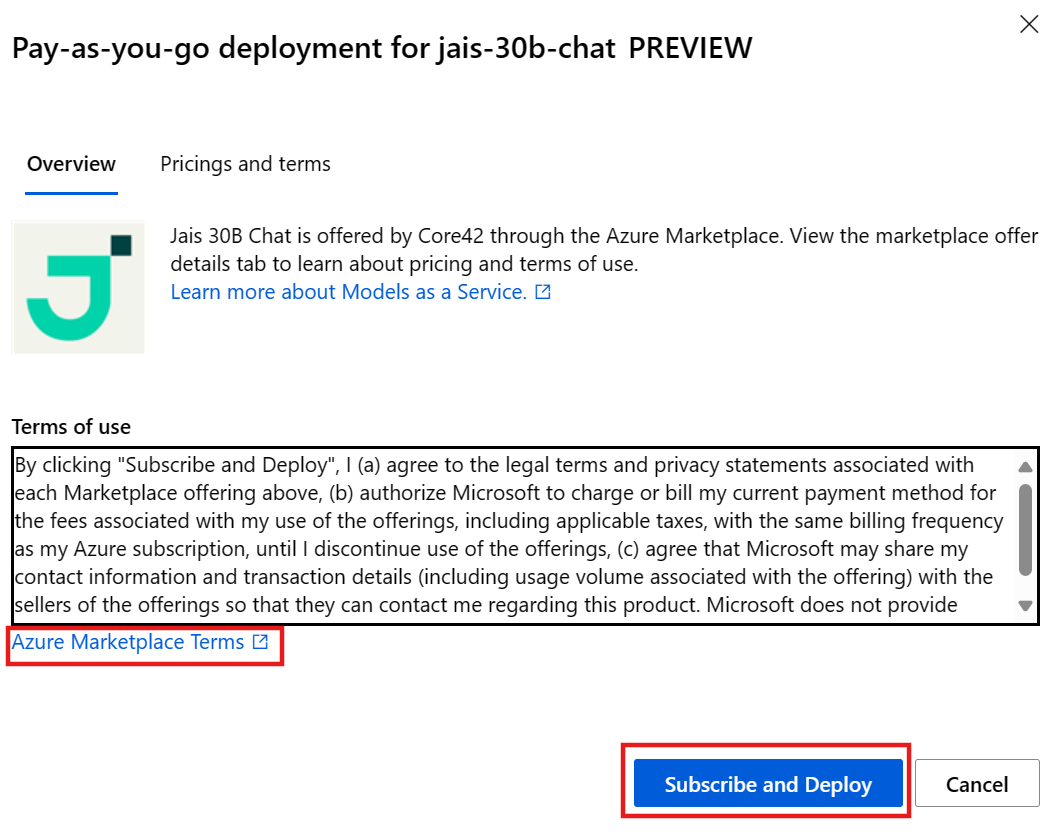 Pay-as-you-go deployment for jais-30b-chat PREVIEW
Overview
Pricings and terms
Jais 30B Chat is offered by Core42 through the Azure Marketplace. View the marketplace offer
details tab to learn about pricing and terms of use.
Learn more about Models as a Service.
Terms of use
By clicking "Subscribe and Deploy", I (a) agree to the legal terms and privacy statements associated with
each Marketplace offering above, (b) authorize Microsoft to charge or bill my current payment method for
the fees associated with my use of the offerings, including applicable taxes, with the same billing frequency
as my Azure subscription, until I discontinue use of the offerings, (c) agree that Microsoft may share my
contact information and transaction details (including usage volume associated with the offering) with the
sellers of the offerings so that they can contact me regarding this product. Microsoft does not provide
Azure Marketplace Terms
Subscribe and Deploy
Cancel